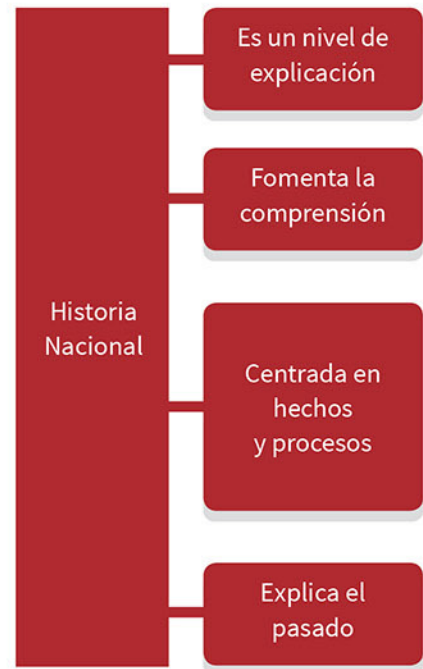 Historia
Nacional
Es un nivel de
explicación
Fomenta la
comprensión
Centrada en
hechos
y procesos
Explica el
pasado